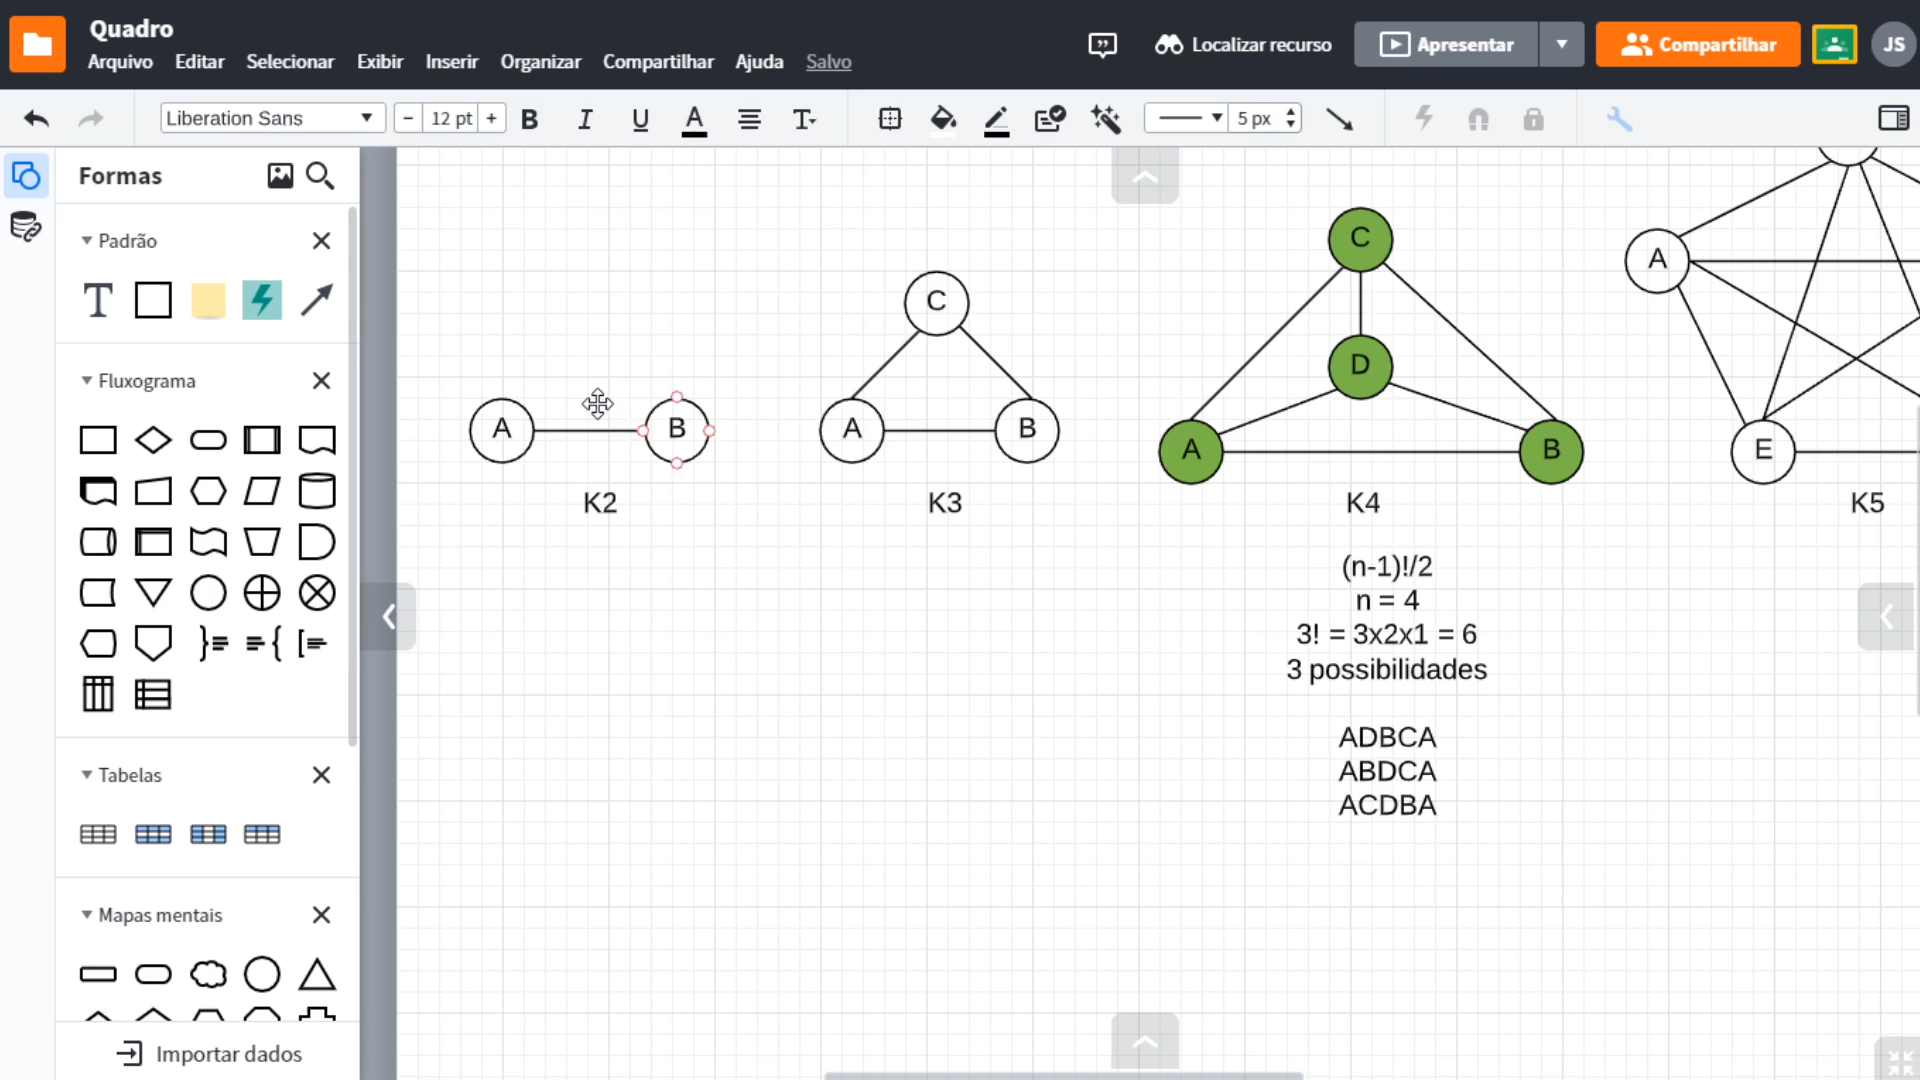 Quadro
Arquivo Editar Selecionar Exibir Inserir Organizar Compartilhar Ajuda Salvo
Localizar recurso
Apresentar
Compartilhar
JS
Liberation Sans
12 pt
B I U A T
5 px
Formas
Padrão
T
Fluxograma
Tabelas
Mapas mentais
Importar dados
A B
K2
C
A B
K3
C
D
A B
K4
(n-1)!/2
n = 4
3! = 3x2x1 = 6
3 possibilidades
ADBCA
ABDCA
ACDBA
A
E
K5